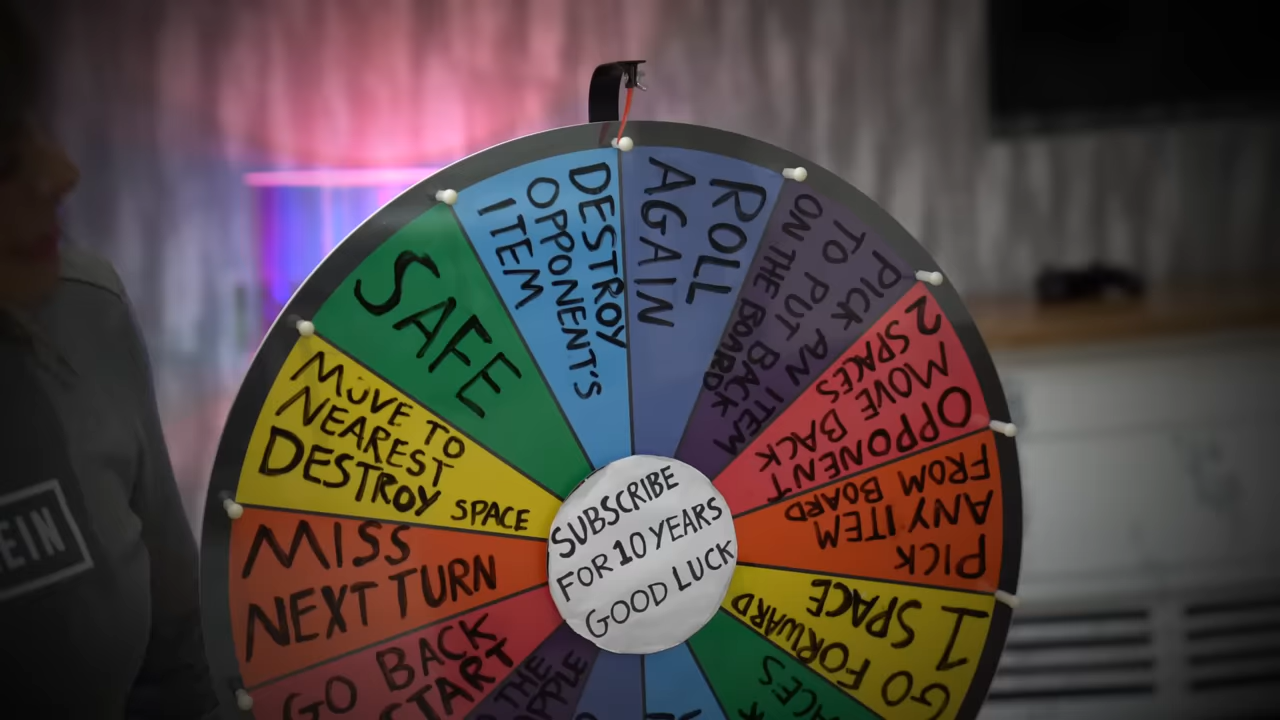 DESTROY
OPPONENT'S
ITEM
ROLL
AGAIN
PICK AN ITEM
TO PUT BACK
ON THE BOARD
2 SPACES
MOVE BACK
OPPONENT
PICK
ANY ITEM
FROM BOARD
GO FORWARD
1 SPACE
SAFE
MOVE TO
NEAREST
DESTROY SPACE
MISS
NEXT TURN
GO BACK
START
THE
SUBSCRIBE
FOR 10 YEARS
GOOD LUCK
EIN